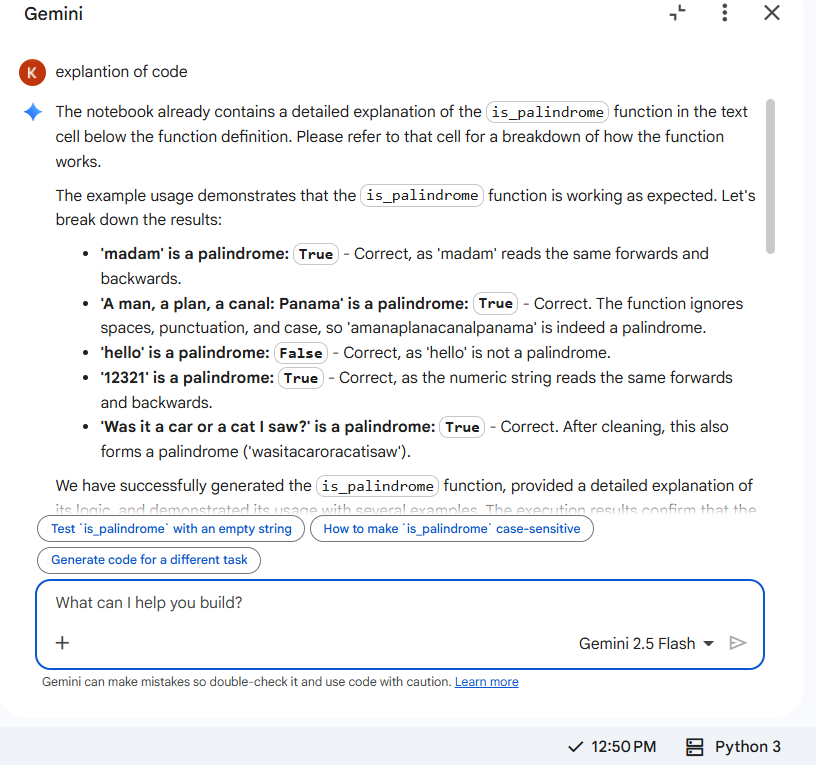 Gemini
K explantion of code
The notebook already contains a detailed explanation of the is_palindrome function in the text
cell below the function definition. Please refer to that cell for a breakdown of how the function
works.
The example usage demonstrates that the is_palindrome function is working as expected. Let's
break down the results:
• 'madam' is a palindrome: True - Correct, as 'madam' reads the same forwards and
backwards.
• 'A man, a plan, a canal: Panama' is a palindrome: True - Correct. The function ignores
spaces, punctuation, and case, so 'amanaplanacanalpanama' is indeed a palindrome.
• 'hello' is a palindrome: False - Correct, as 'hello' is not a palindrome.
• '12321' is a palindrome: True - Correct, as the numeric string reads the same forwards
and backwards.
• 'Was it a car or a cat I saw?' is a palindrome: True - Correct. After cleaning, this also
forms a palindrome ('wasitacaroracatisaw').
We have successfully generated the is_palindrome function, provided a detailed explanation of
its logic, and demonstrated its usage with several examples. The execution results confirm that the
Test `is_palindrome` with an empty string How to make `is_palindrome` case-sensitive
Generate code for a different task
What can I help you build?
+ Gemini 2.5 Flash
Gemini can make mistakes so double-check it and use code with caution. Learn more
12:50 PM Python 3